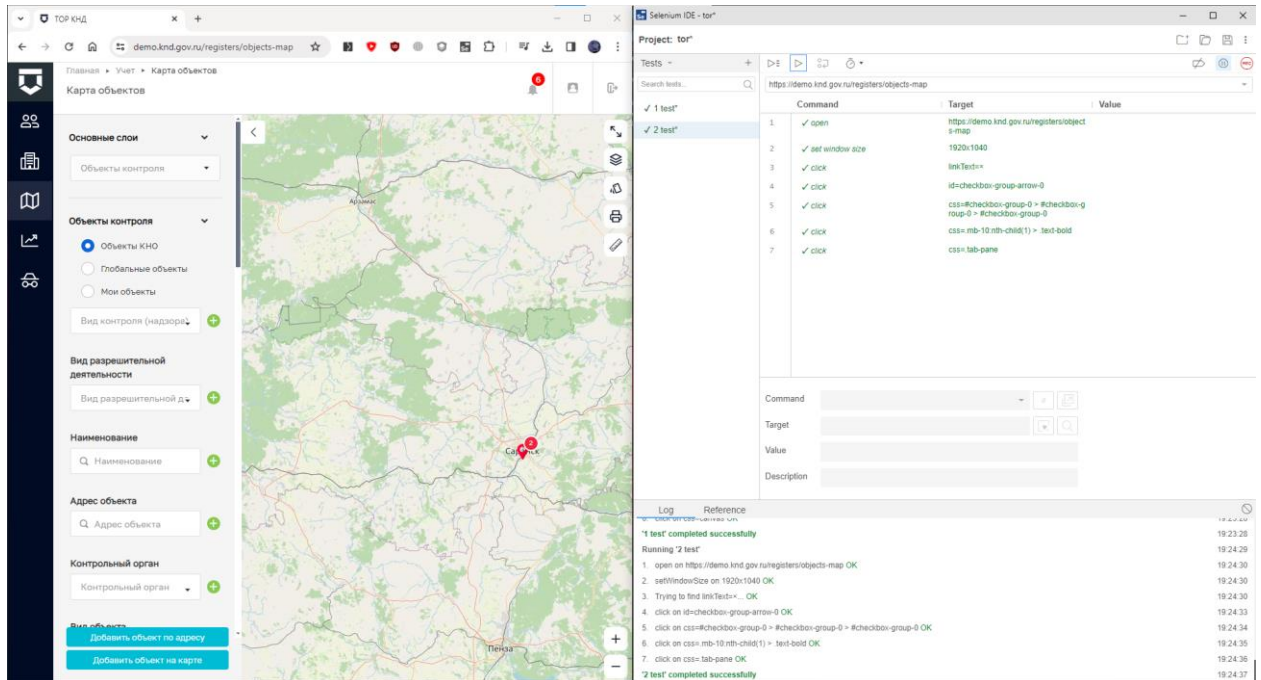 ТОР КНД
demo.knd.gov.ru/registers/objects-map
Главная ▸ Учет ▸ Карта объектов
Карта объектов
6
Основные слои
Объекты контроля
Объекты контроля
Объекты КНО
Глобальные объекты
Мои объекты
Вид контроля (надзора)
Вид разрешительной
деятельности
Вид разрешительной д
Наименование
Наименование
Адрес объекта
Адрес объекта
Контрольный орган
Контрольный орган
Вид объекта
Добавить объект по адресу
Добавить объект на карте
Арзамас
2
Пенза
Selenium IDE - tor*
Project: tor*
Tests
Search tests...
✓ 1 test*
✓ 2 test*
https://demo.knd.gov.ru/registers/objects-map
REC
Command Target Value
1 ✓ open https://demo.knd.gov.ru/registers/object
s-map
2 ✓ set window size 1920x1040
3 ✓ click linkText=×
4 ✓ click id=checkbox-group-arrow-0
5 ✓ click css=#checkbox-group-0 > #checkbox-g
roup-0 > #checkbox-group-0
6 ✓ click css=.mb-10:nth-child(1) > .text-bold
7 ✓ click css=.tab-pane
Command
Target
Value
Description
Log Reference
'1 test' completed successfully 19:23:28
Running '2 test' 19:24:29
1. open on https://demo.knd.gov.ru/registers/objects-map OK 19:24:30
2. setWindowSize on 1920x1040 OK 19:24:30
3. Trying to find linkText=×... OK 19:24:30
4. click on id=checkbox-group-arrow-0 OK 19:24:33
5. click on css=#checkbox-group-0 > #checkbox-group-0 > #checkbox-group-0 OK 19:24:34
6. click on css=.mb-10:nth-child(1) > .text-bold OK 19:24:35
7. click on css=.tab-pane OK 19:24:36
'2 test' completed successfully 19:24:37